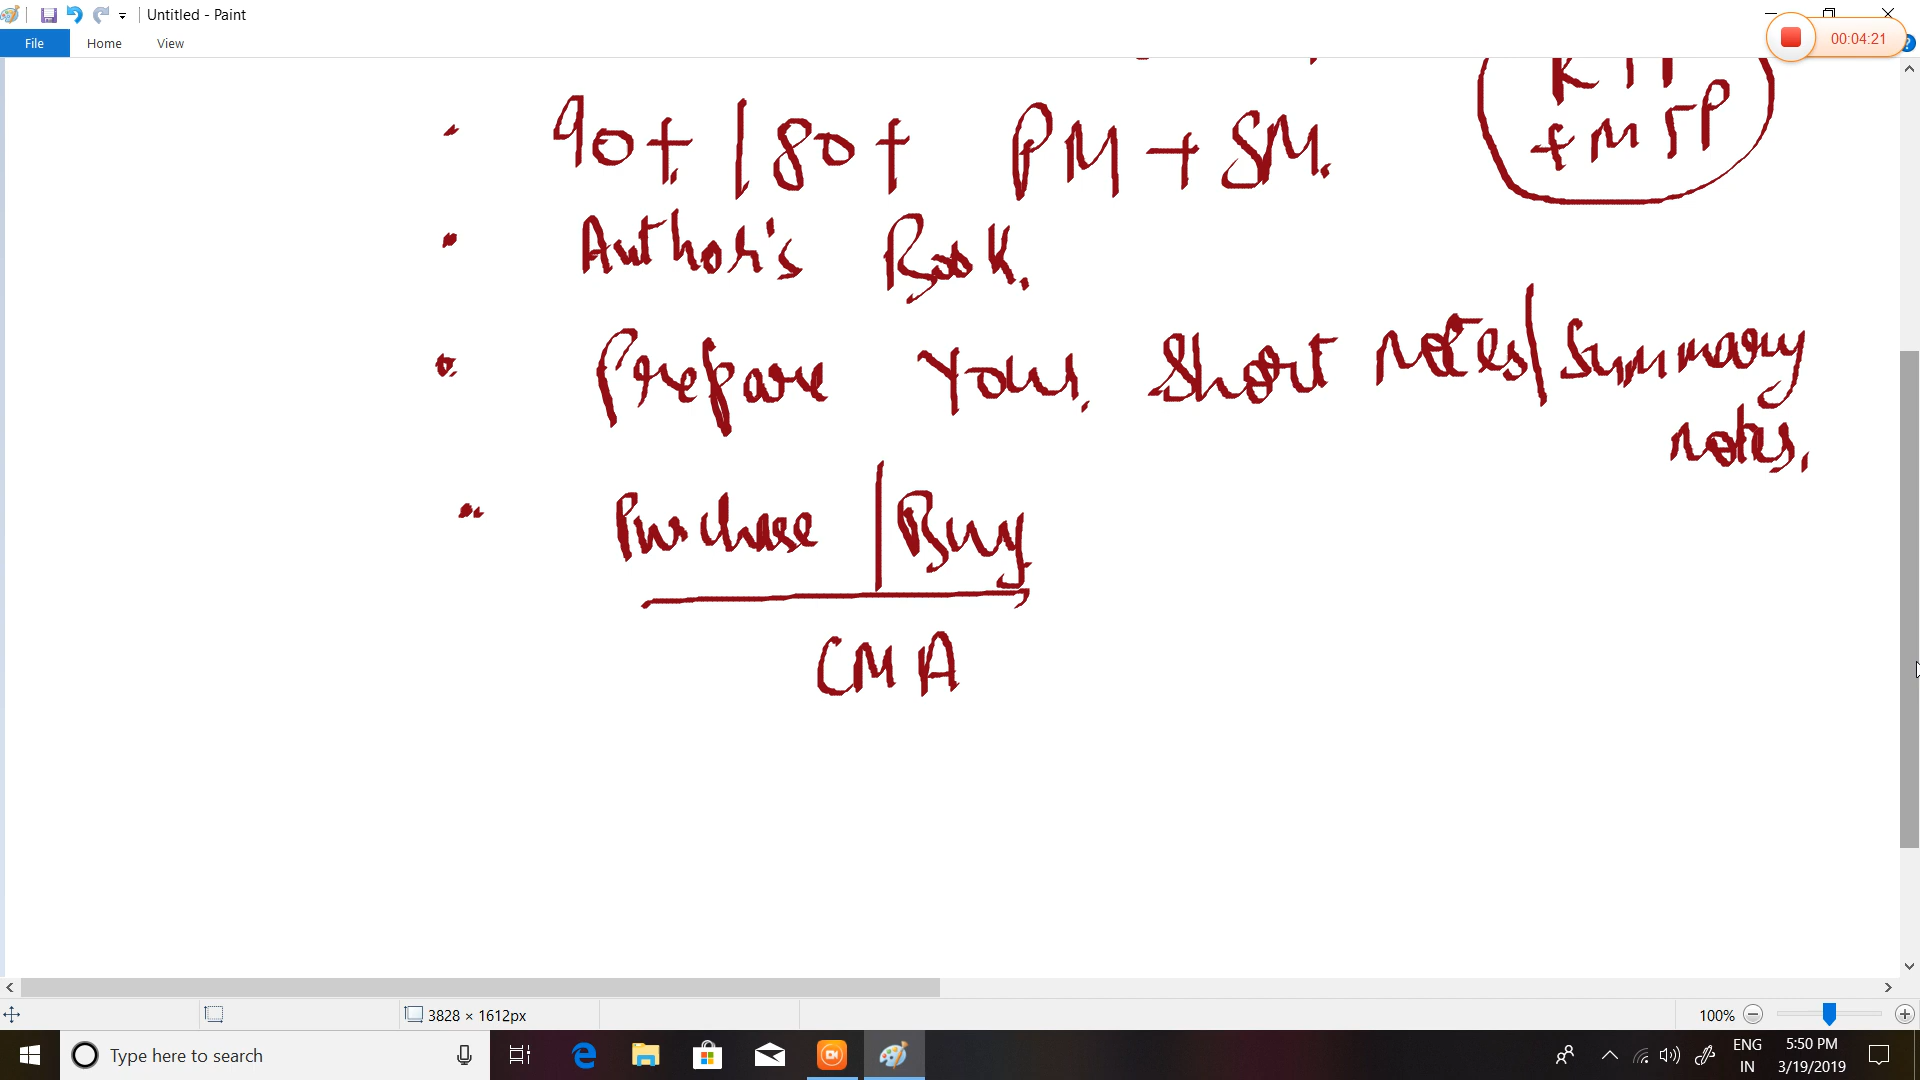 Untitled - Paint
00:04:21
File Home View
RTP
+ MTP
90+ | 80+ PM + SM.
Author's Book.
Prepare Your Short notes | Summary
notes.
Purchase | Buy
CMA
3828 × 1612px
100%
Type here to search
ENG
IN
5:50 PM
3/19/2019